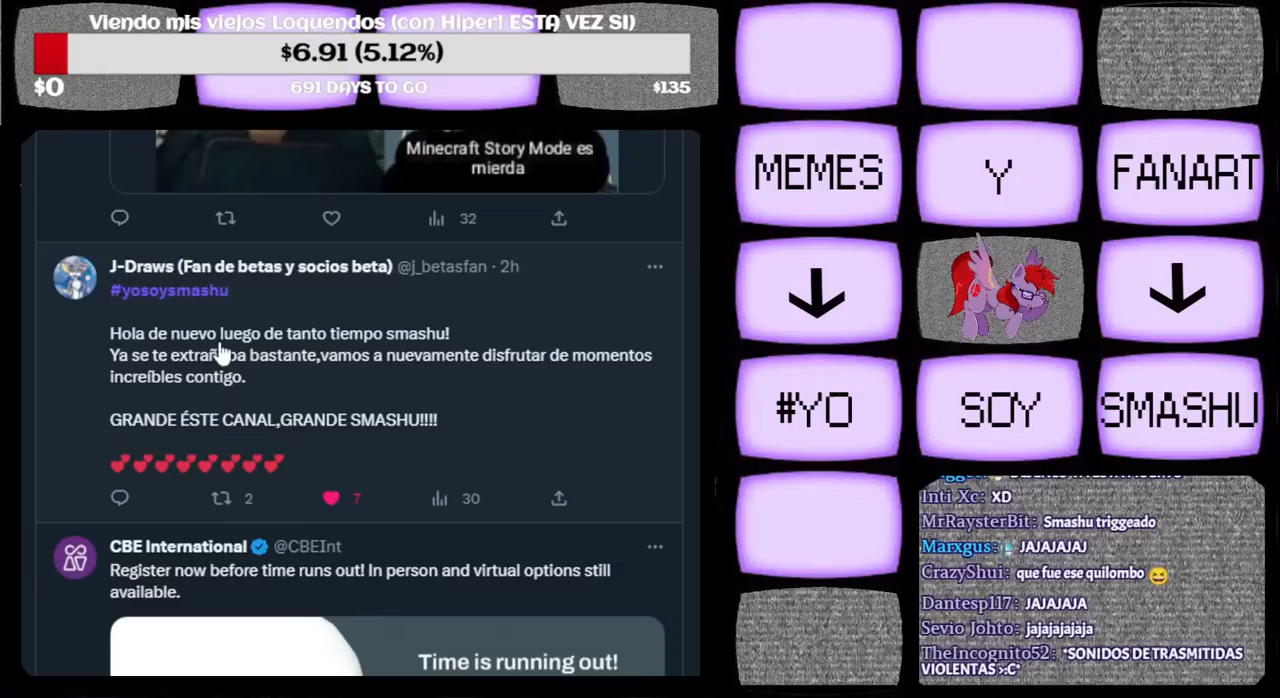 Viendo mis viejos Loquendos (con Hiper! ESTA VEZ SI)
$6.91 (5.12%)
$0
691 DAYS TO GO
$135
Minecraft Story Mode es
mierda
32
J-Draws (Fan de betas y socios beta) @j_betasfan · 2h
#yosoysmashu
Hola de nuevo luego de tanto tiempo smashu!
Ya se te extrañaba bastante,vamos a nuevamente disfrutar de momentos
increíbles contigo.
GRANDE ÉSTE CANAL,GRANDE SMASHU!!!!
💕💕💕💕💕💕💕💕
2
7
30
CBE International @CBEInt
Register now before time runs out! In person and virtual options still
available.
Time is running out!
MEMES Y FANART
↓ ↓
#YO SOY SMASHU
Inti Xc: XD
MrRaysterBit: Smashu triggeado
Marxgus: JAJAJAJAJ
CrazyShui: que fue ese quilombo 😆
Dantesp117: JAJAJAJA
Sevio Johto: jajajajajaja
TheIncognito52: *SONIDOS DE TRASMITIDAS
VIOLENTAS >:C*